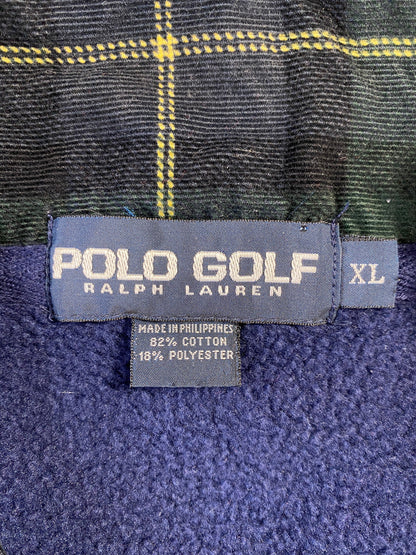 POLO GOLF
RALPH LAUREN
XL
MADE IN PHILIPPINES
82% COTTON
18% POLYESTER